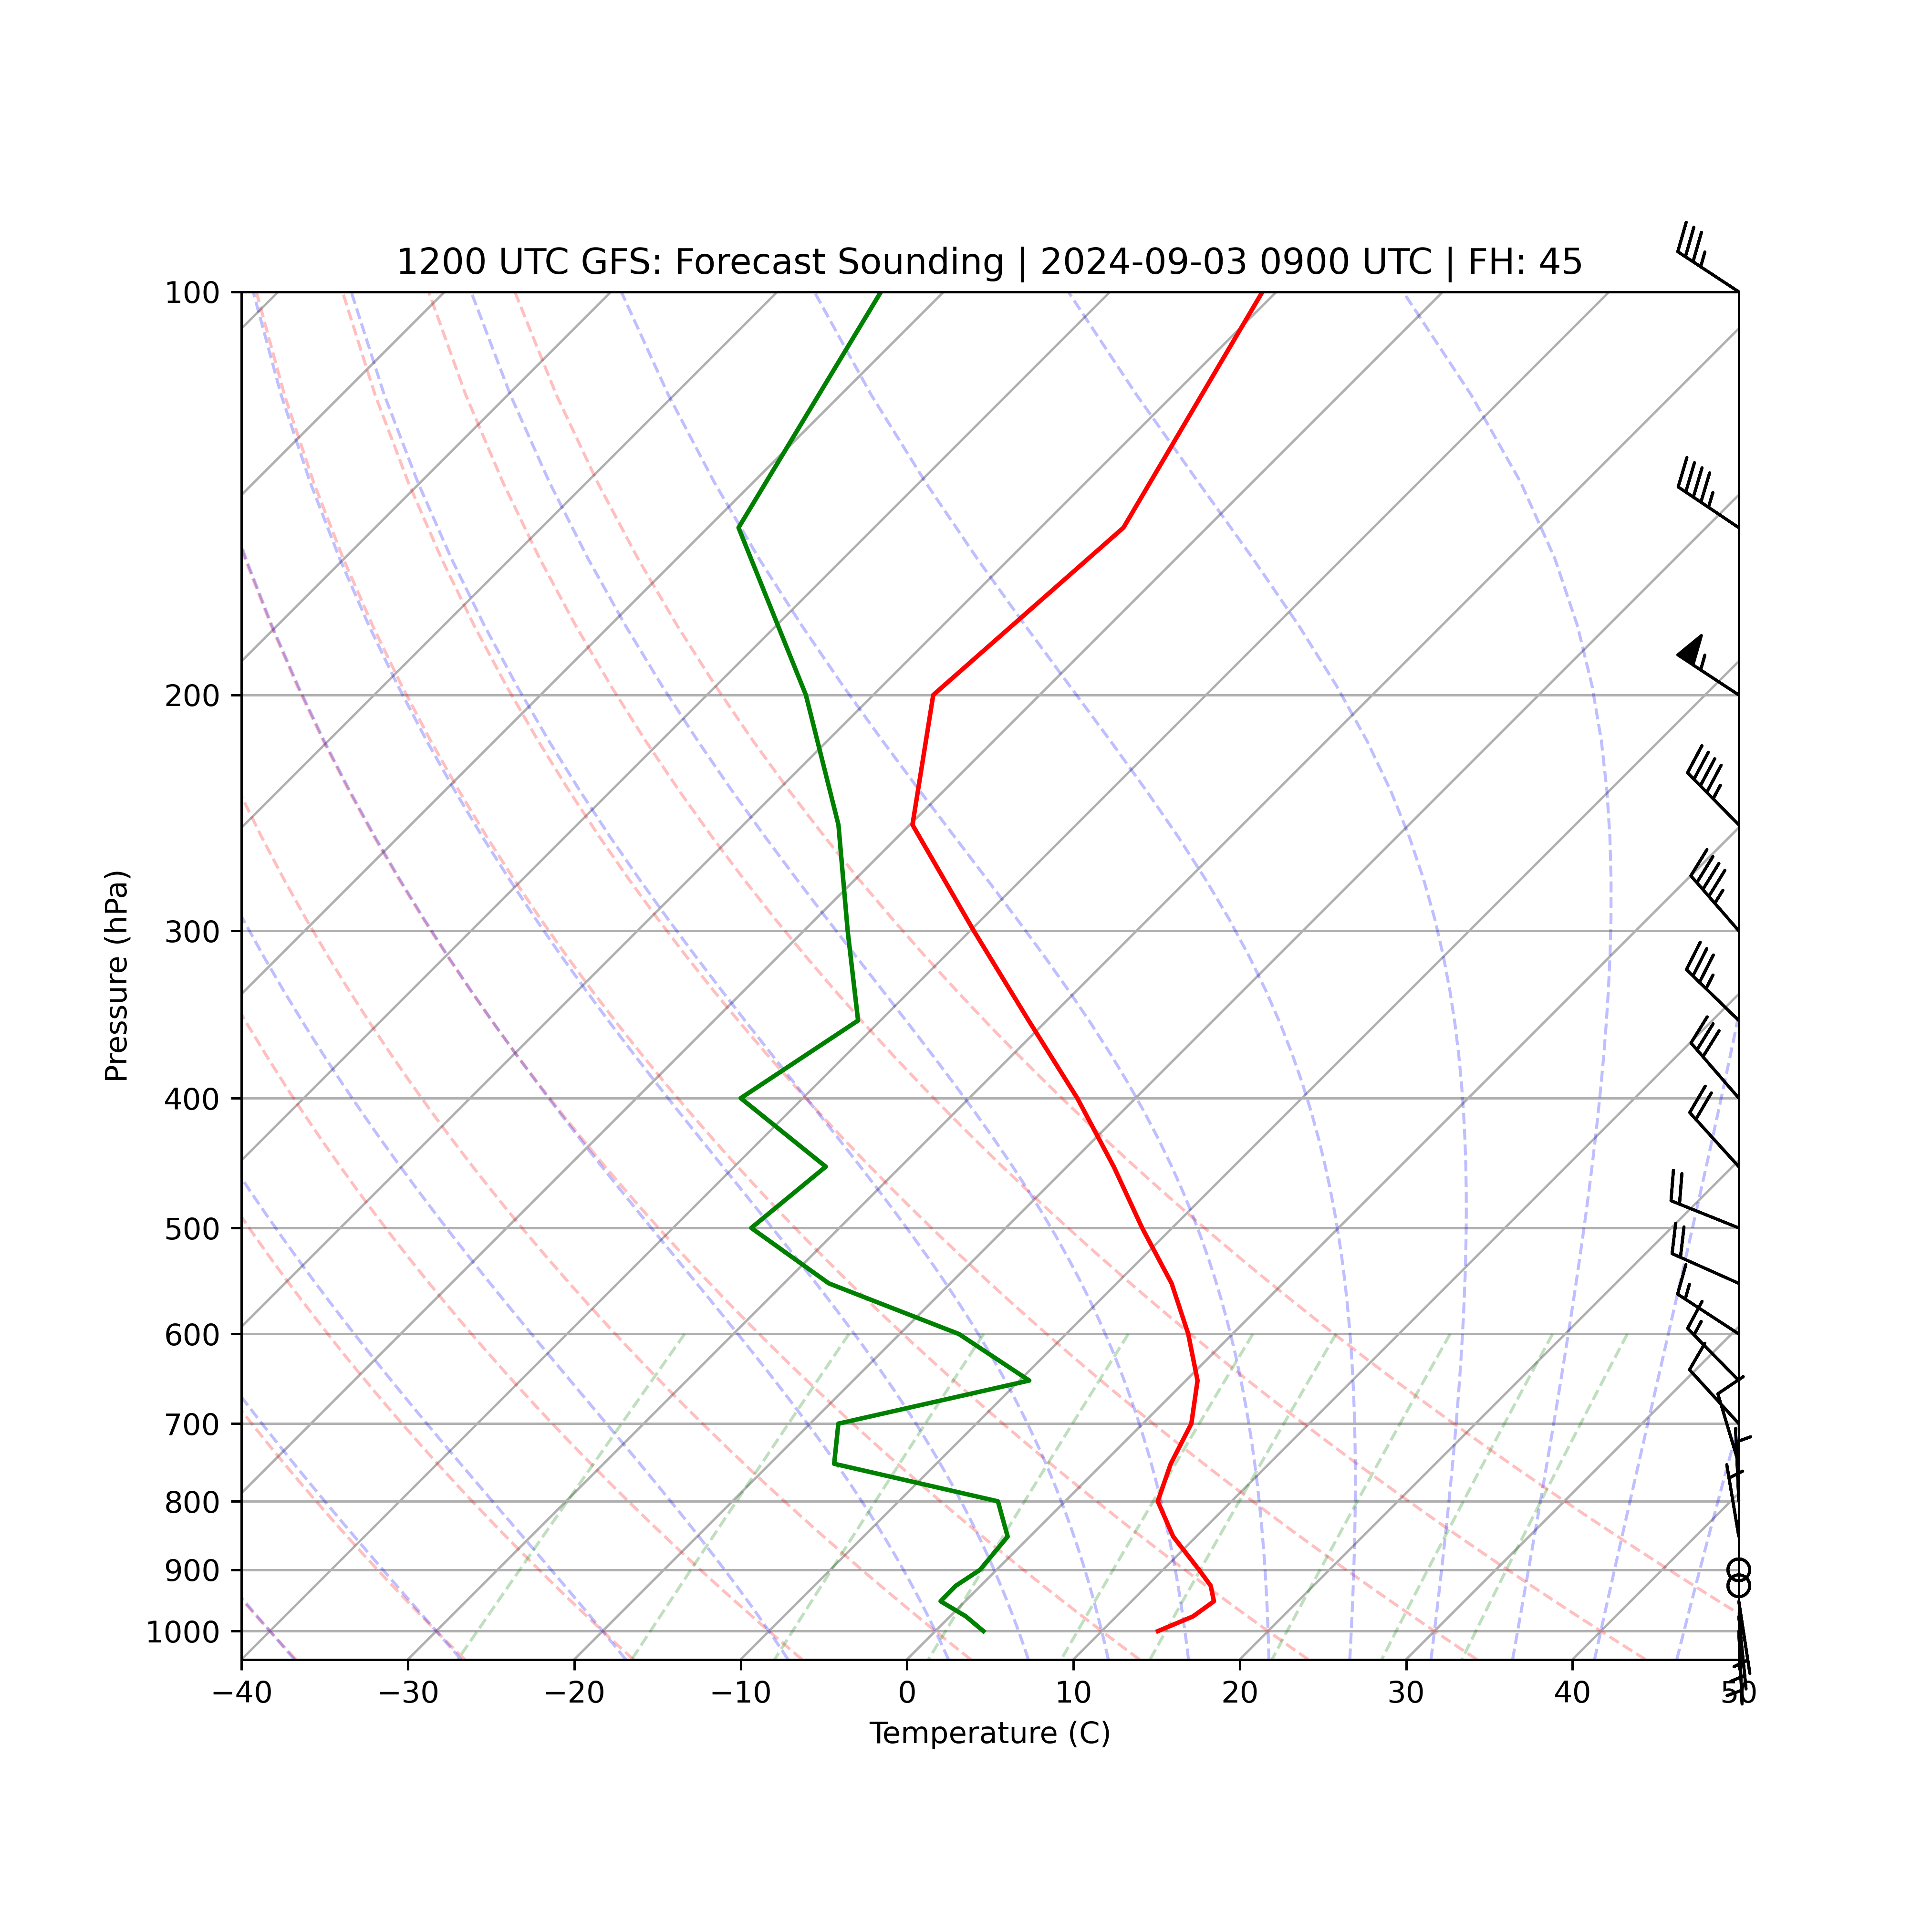 1200 UTC GFS: Forecast Sounding | 2024-09-03 0900 UTC | FH: 45
100
200
300
400
500
600
700
800
900
1000
Pressure (hPa)
−40 −30 −20 −10 0 10 20 30 40 50
Temperature (C)